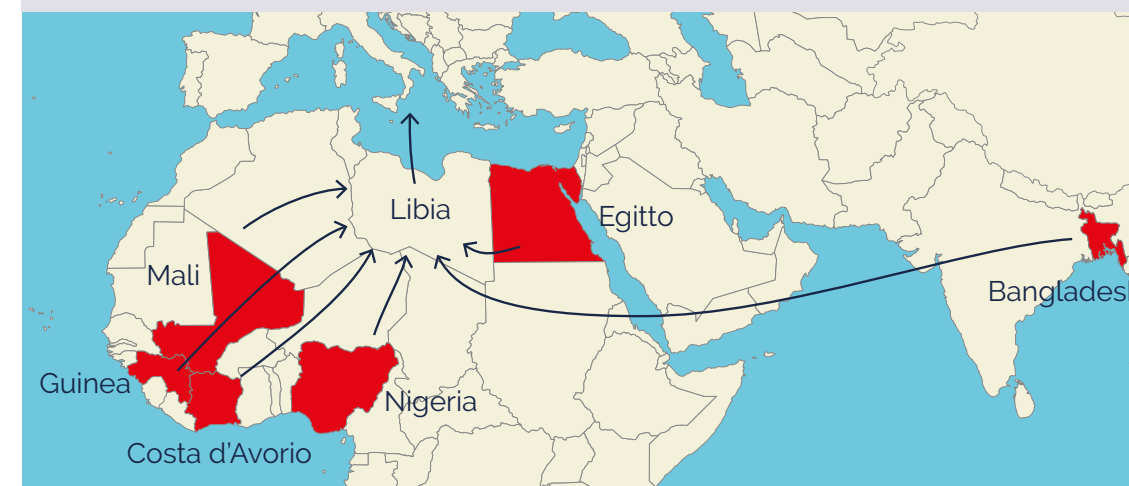 Libia
Egitto
Mali
Bangladesh
Guinea
Nigeria
Costa d'Avorio